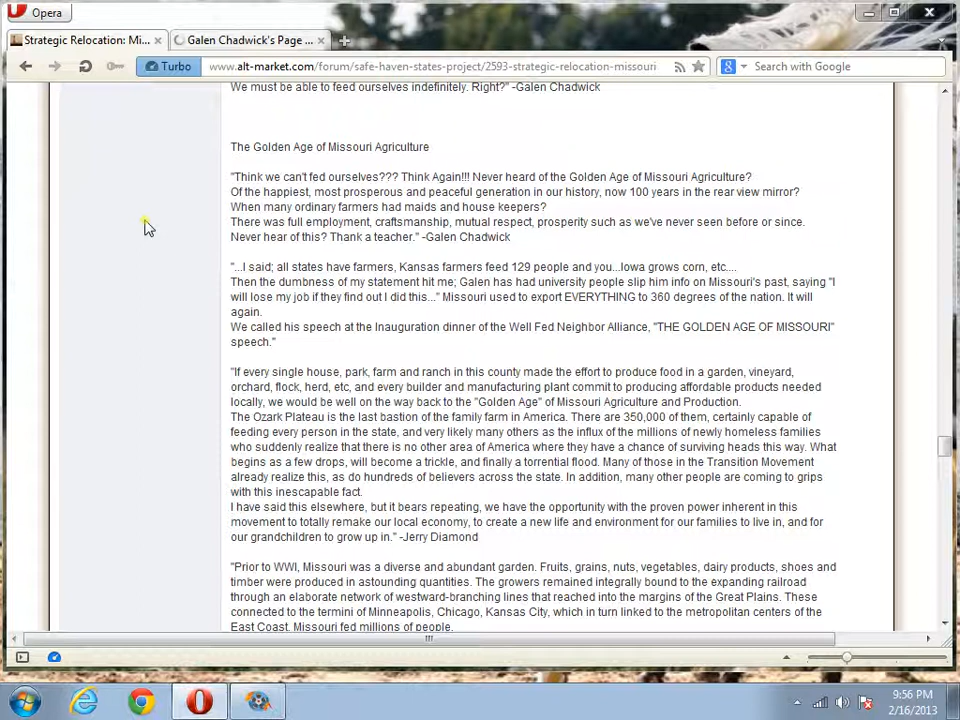 Opera
Strategic Relocation: Mi...
Galen Chadwick's Page ...
Turbo
www.alt-market.com/forum/safe-haven-states-project/2593-strategic-relocation-missouri
Search with Google
We must be able to feed ourselves indefinitely. Right?" -Galen Chadwick
The Golden Age of Missouri Agriculture
"Think we can't fed ourselves??? Think Again!!! Never heard of the Golden Age of Missouri Agriculture?
Of the happiest, most prosperous and peaceful generation in our history, now 100 years in the rear view mirror?
When many ordinary farmers had maids and house keepers?
There was full employment, craftsmanship, mutual respect, prosperity such as we've never seen before or since.
Never hear of this? Thank a teacher." -Galen Chadwick
"...I said; all states have farmers, Kansas farmers feed 129 people and you...Iowa grows corn, etc....
Then the dumbness of my statement hit me; Galen has had university people slip him info on Missouri's past, saying "I
will lose my job if they find out I did this..." Missouri used to export EVERYTHING to 360 degrees of the nation. It will
again.
We called his speech at the Inauguration dinner of the Well Fed Neighbor Alliance, "THE GOLDEN AGE OF MISSOURI"
speech."
"If every single house, park, farm and ranch in this county made the effort to produce food in a garden, vineyard,
orchard, flock, herd, etc, and every builder and manufacturing plant commit to producing affordable products needed
locally, we would be well on the way back to the "Golden Age" of Missouri Agriculture and Production.
The Ozark Plateau is the last bastion of the family farm in America. There are 350,000 of them, certainly capable of
feeding every person in the state, and very likely many others as the influx of the millions of newly homeless families
who suddenly realize that there is no other area of America where they have a chance of surviving heads this way. What
begins as a few drops, will become a trickle, and finally a torrential flood. Many of those in the Transition Movement
already realize this, as do hundreds of believers across the state. In addition, many other people are coming to grips
with this inescapable fact.
I have said this elsewhere, but it bears repeating, we have the opportunity with the proven power inherent in this
movement to totally remake our local economy, to create a new life and environment for our families to live in, and for
our grandchildren to grow up in." -Jerry Diamond
"Prior to WWI, Missouri was a diverse and abundant garden. Fruits, grains, nuts, vegetables, dairy products, shoes and
timber were produced in astounding quantities. The growers remained integrally bound to the expanding railroad
through an elaborate network of westward-branching lines that reached into the margins of the Great Plains. These
connected to the termini of Minneapolis, Chicago, Kansas City, which in turn linked to the metropolitan centers of the
East Coast. Missouri fed millions of people.
9:56 PM
2/16/2013